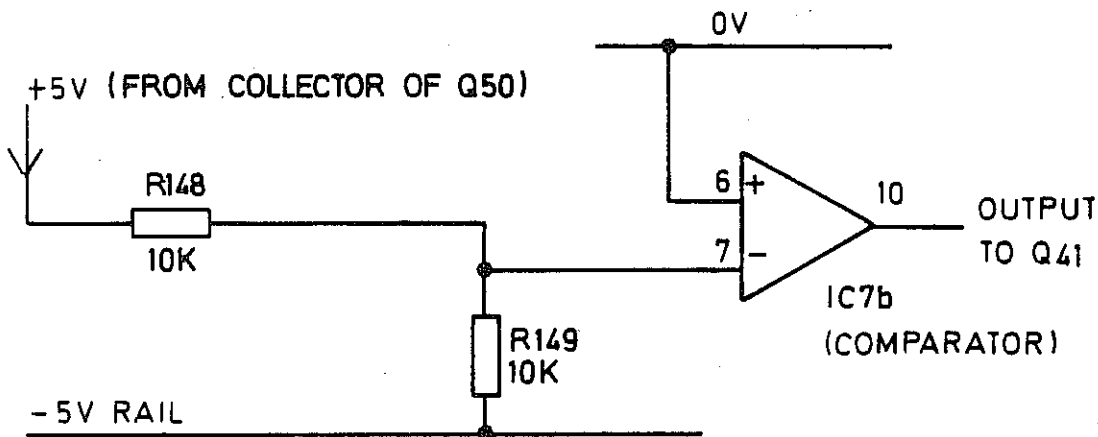 0V
+5V (FROM COLLECTOR OF Q50)
R148
10K
6 +
7 -
10
OUTPUT
TO Q41
IC7b
(COMPARATOR)
R149
10K
-5V RAIL